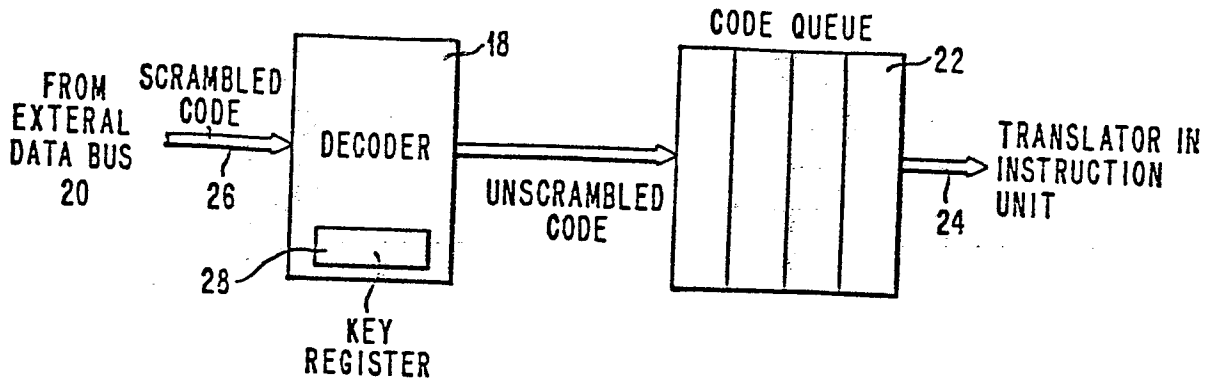 FROM
EXTERAL
DATA BUS
20
SCRAMBLED
CODE
26
18
DECODER
28
KEY
REGISTER
UNSCRAMBLED
CODE
CODE QUEUE
22
24
TRANSLATOR IN
INSTRUCTION
UNIT